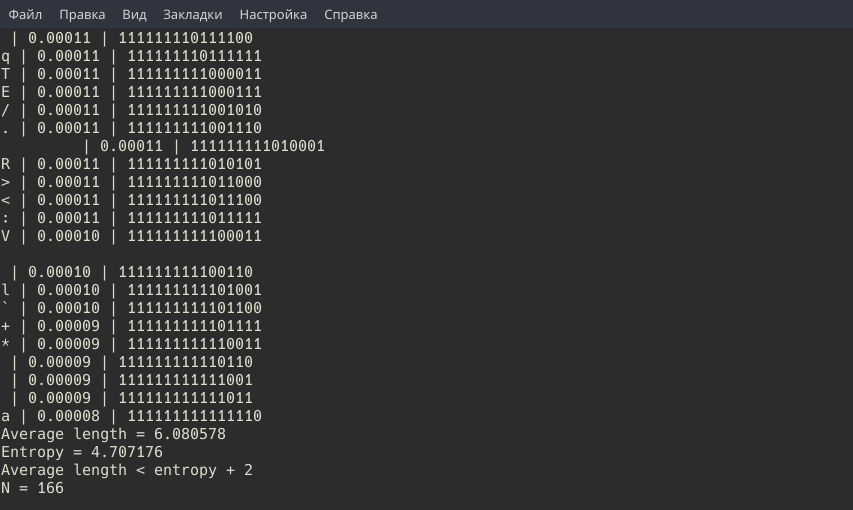 Файл Правка Вид Закладки Настройка Справка
| 0.00011 | 111111110111100
q | 0.00011 | 111111110111111
T | 0.00011 | 111111111000011
E | 0.00011 | 111111111000111
/ | 0.00011 | 111111111001010
. | 0.00011 | 111111111001110
| 0.00011 | 111111111010001
R | 0.00011 | 111111111010101
> | 0.00011 | 111111111011000
< | 0.00011 | 111111111011100
: | 0.00011 | 111111111011111
V | 0.00010 | 111111111100011
| 0.00010 | 111111111100110
l | 0.00010 | 111111111101001
` | 0.00010 | 111111111101100
+ | 0.00009 | 111111111101111
* | 0.00009 | 111111111110011
| 0.00009 | 111111111110110
| 0.00009 | 111111111111001
| 0.00009 | 111111111111011
a | 0.00008 | 111111111111110
Average length = 6.080578
Entropy = 4.707176
Average length < entropy + 2
N = 166